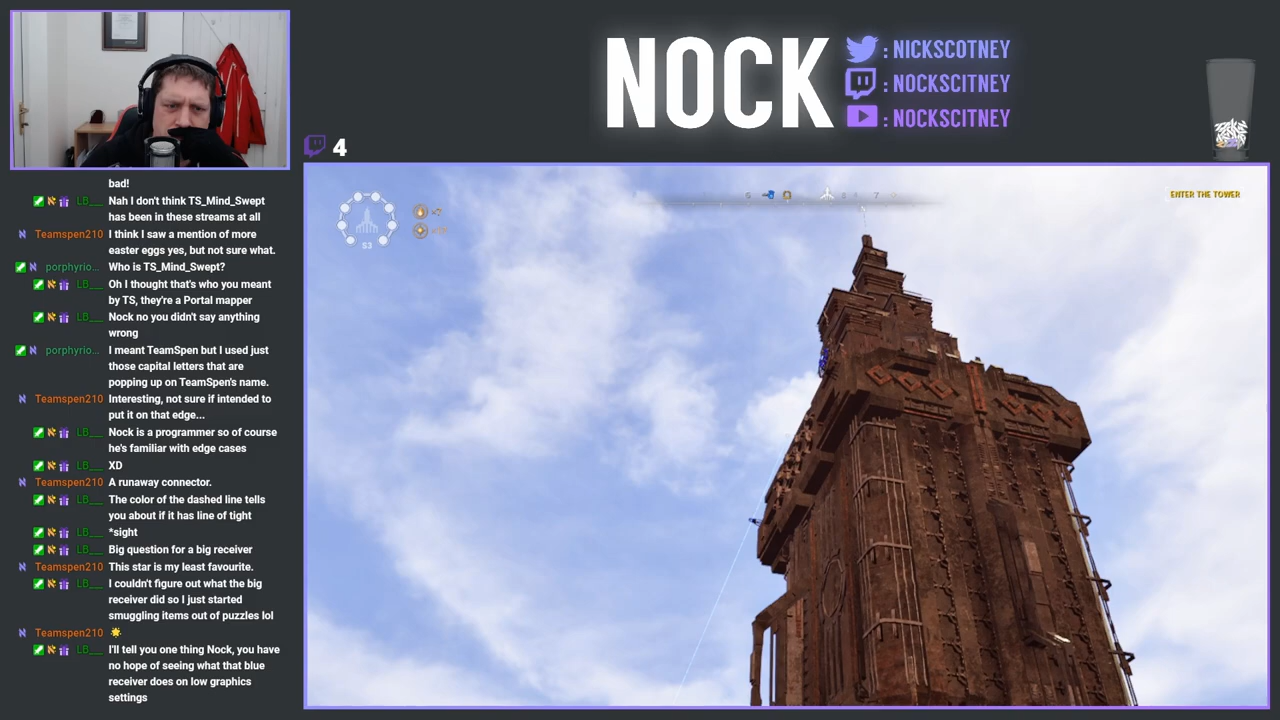 NOCK
: NICKSCOTNEY
: NOCKSCITNEY
: NOCKSCITNEY
4
ENTER THE TOWER
S3
bad!
LB__ Nah I don't think TS_Mind_Swept
has been in these streams at all
Teamspen210 I think I saw a mention of more
easter eggs yes, but not sure what.
porphyrio... Who is TS_Mind_Swept?
LB__ Oh I thought that's who you meant
by TS, they're a Portal mapper
LB__ Nock no you didn't say anything
wrong
porphyrio... I meant TeamSpen but I used just
those capital letters that are
popping up on TeamSpen's name.
Teamspen210 Interesting, not sure if intended to
put it on that edge...
LB__ Nock is a programmer so of course
he's familiar with edge cases
LB__ XD
Teamspen210 A runaway connector.
LB__ The color of the dashed line tells
you about if it has line of tight
LB__ *sight
LB__ Big question for a big receiver
Teamspen210 This star is my least favourite.
LB__ I couldn't figure out what the big
receiver did so I just started
smuggling items out of puzzles lol
Teamspen210
LB__ I'll tell you one thing Nock, you have
no hope of seeing what that blue
receiver does on low graphics
settings